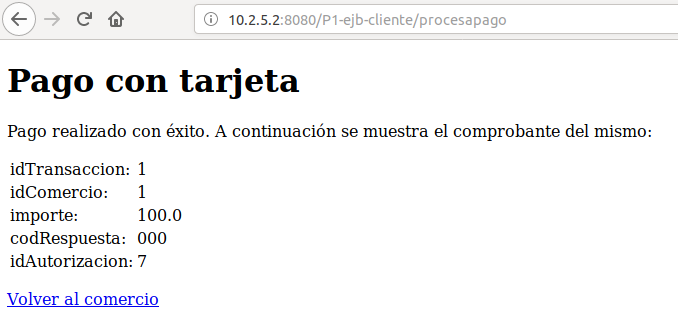 10.2.5.2:8080/P1-ejb-cliente/procesapago
Pago con tarjeta
Pago realizado con éxito. A continuación se muestra el comprobante del mismo:
idTransaccion: 1
idComercio: 1
importe: 100.0
codRespuesta: 000
idAutorizacion: 7
Volver al comercio